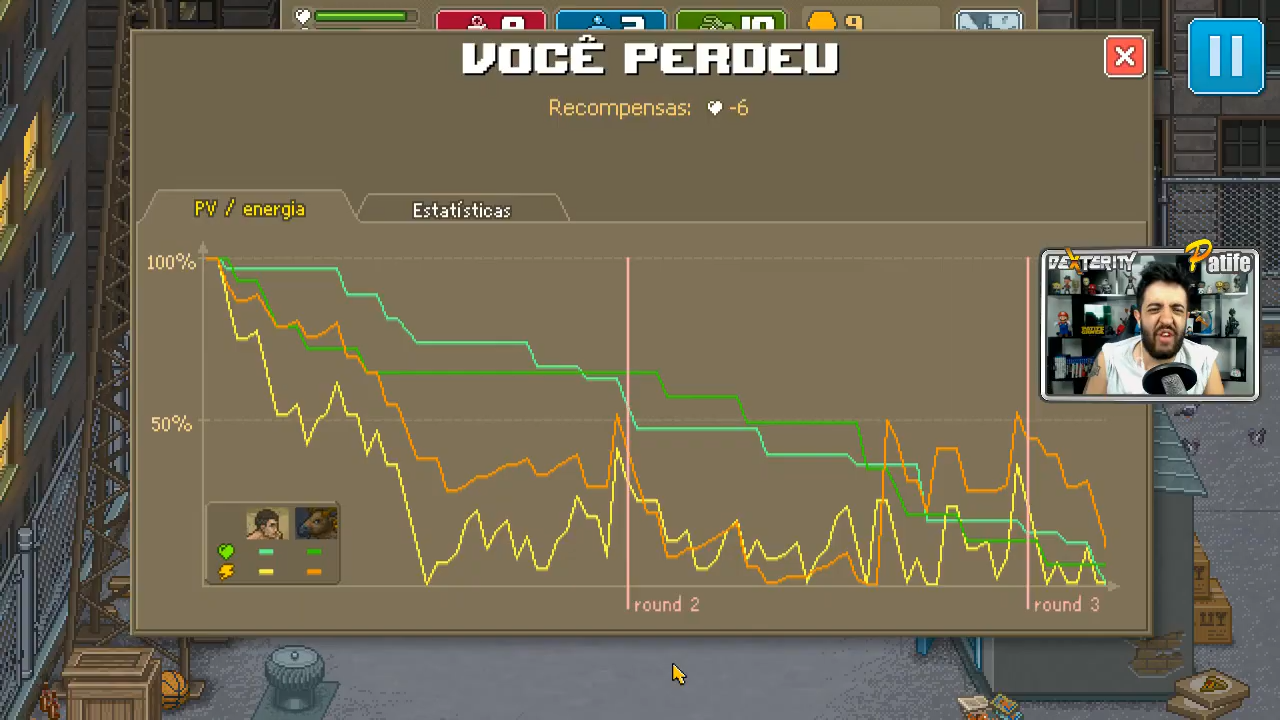 VOCÊ PERDEU
Recompensas: -6
PV / energia
Estatísticas
100%
50%
round 2
round 3
DEXTERITY
Patife